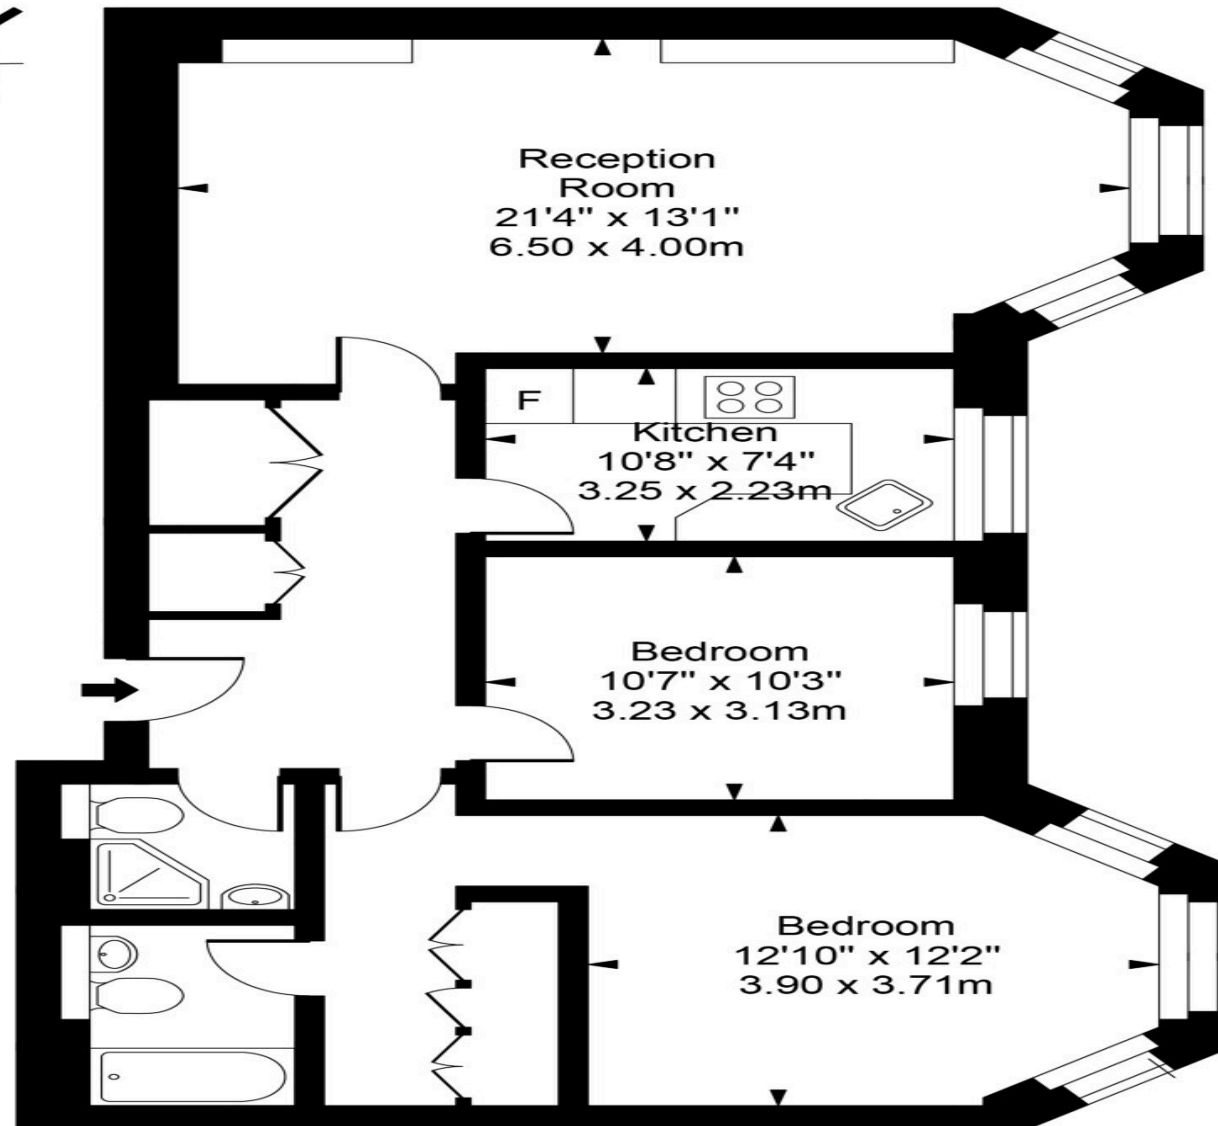 Reception
Room
21'4" x 13'1"
6.50 x 4.00m
F
Kitchen
10'8" x 7'4"
3.25 x 2.23m
Bedroom
10'7" x 10'3"
3.23 x 3.13m
Bedroom
12'10" x 12'2"
3.90 x 3.71m